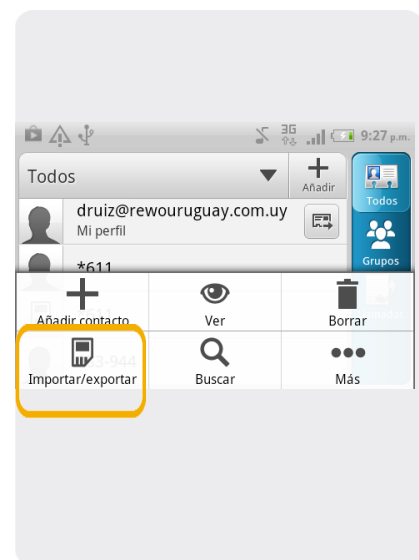 3G
9:27 p.m.
Todos
Añadir
Todos
druiz@rewouruguay.com.uy
Mi perfil
Grupos
*611
Añadir contacto
Ver
Borrar
Importar/exportar
Buscar
Más